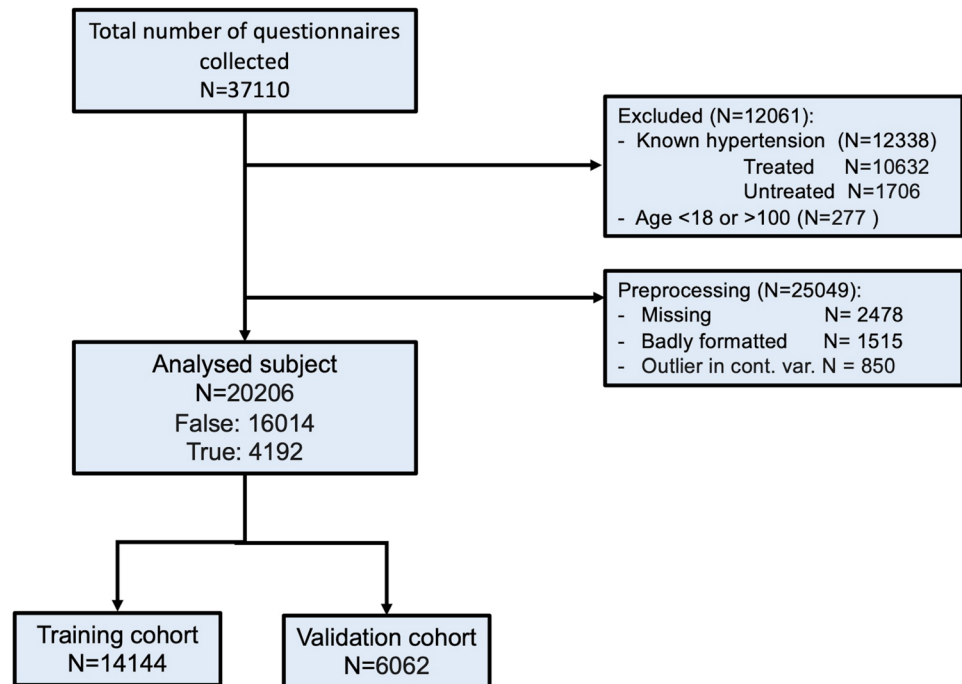 Total number of questionnaires
collected
N=37110
Excluded (N=12061):
- Known hypertension (N=12338)
Treated N=10632
Untreated N=1706
- Age <18 or >100 (N=277 )
Preprocessing (N=25049):
- Missing N= 2478
- Badly formatted N= 1515
- Outlier in cont. var. N = 850
Analysed subject
N=20206
False: 16014
True: 4192
Training cohort
N=14144
Validation cohort
N=6062